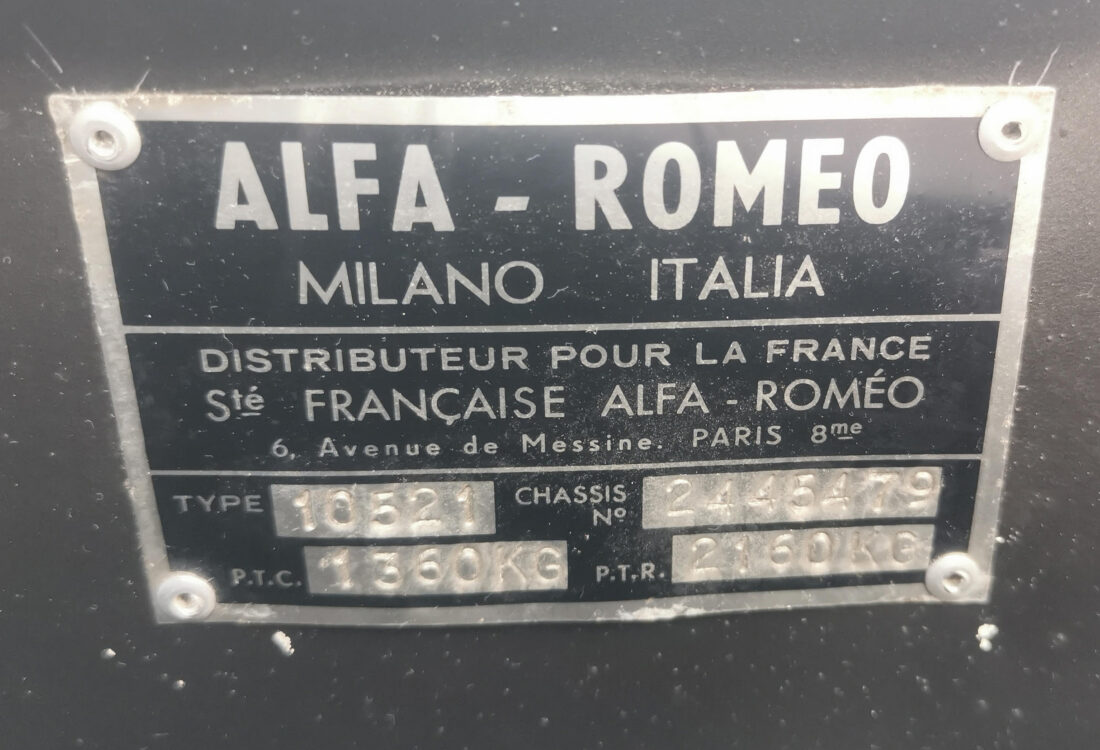 ALFA - ROMEO
MILANO ITALIA
DISTRIBUTEUR POUR LA FRANCE
Sté FRANÇAISE ALFA - ROMÉO
6, Avenue de Messine. PARIS 8me
TYPE 10521 CHASSIS No 2445479
P.T.C. 1360KG P.T.R. 2160KG